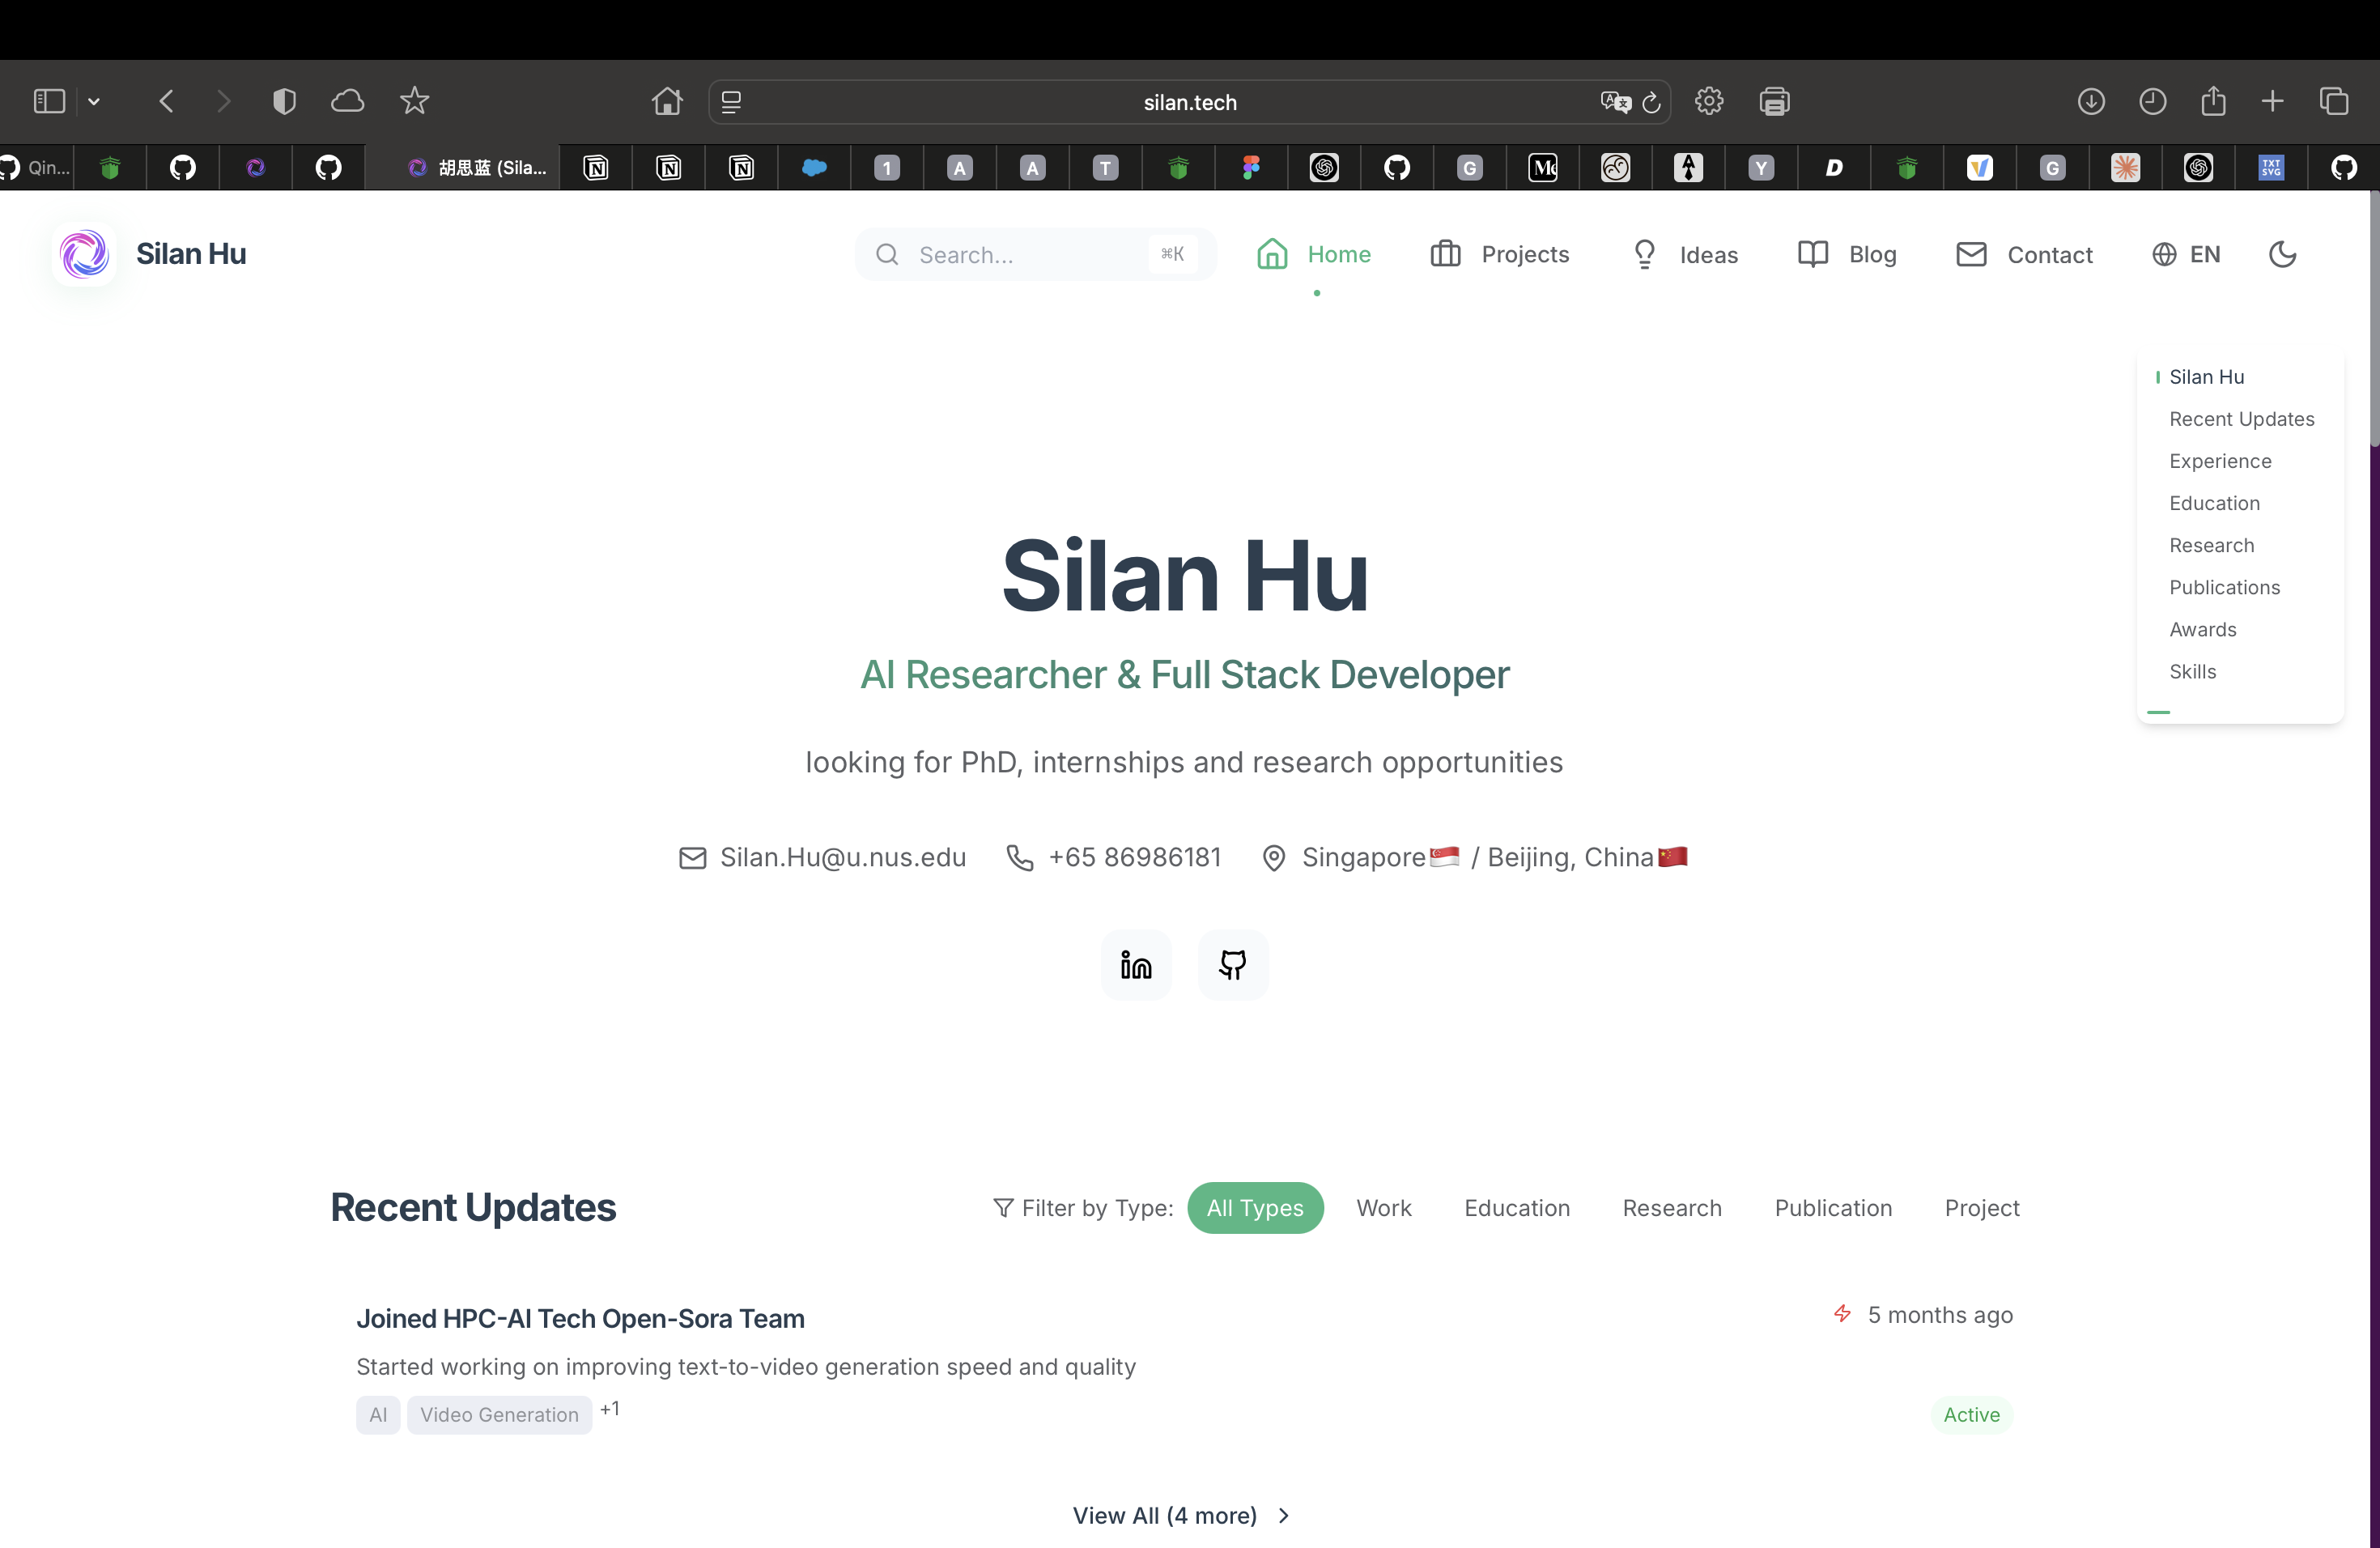 silan.tech
Qin...
胡思蓝 (Sila...
1
A
A
T
G
Y
D
G
TXT
SVG
Silan Hu
Search...
⌘K
Home
Projects
Ideas
Blog
Contact
EN
Silan Hu
Recent Updates
Experience
Education
Research
Publications
Awards
Skills
Silan Hu
AI Researcher & Full Stack Developer
looking for PhD, internships and research opportunities
Silan.Hu@u.nus.edu
+65 86986181
Singapore🇸🇬 / Beijing, China🇨🇳
Recent Updates
Filter by Type:
All Types
Work
Education
Research
Publication
Project
Joined HPC-AI Tech Open-Sora Team
5 months ago
Started working on improving text-to-video generation speed and quality
AI
Video Generation
+1
Active
View All (4 more)